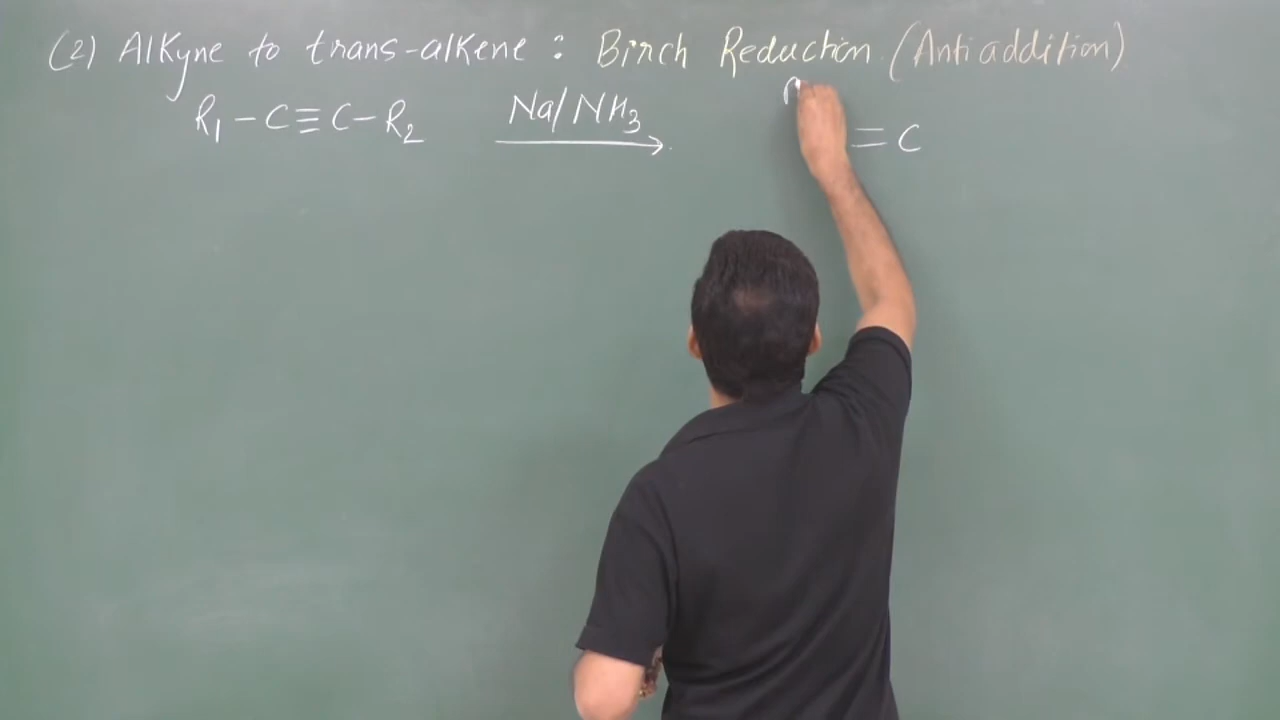 (2) Alkyne to trans-alkene : Birch Reduction (Anti addition)
R₁ – C ≡ C – R₂ Na/NH₃ → = C